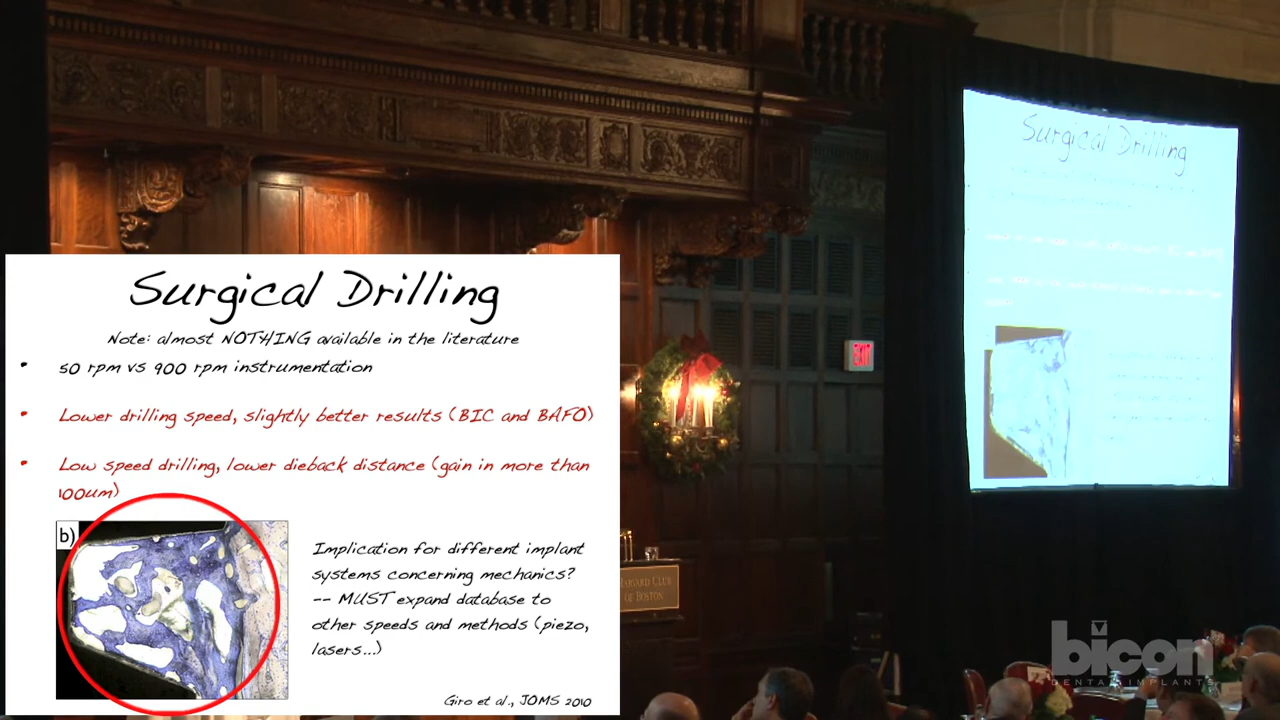 Surgical Drilling
Note: almost NOTHING available in the literature
• 50 rpm vs 900 rpm instrumentation
• Lower drilling speed, slightly better results (BIC and BAFO)
• Low speed drilling, lower dieback distance (gain in more than
100um)
b)
Implication for different implant
systems concerning mechanics?
-- MUST expand database to
other speeds and methods (piezo,
lasers...)
Giro et al., JOMS 2010
Surgical Drilling
EXIT
HARVARD CLUB
OF BOSTON
bicon
DENTAL IMPLANTS